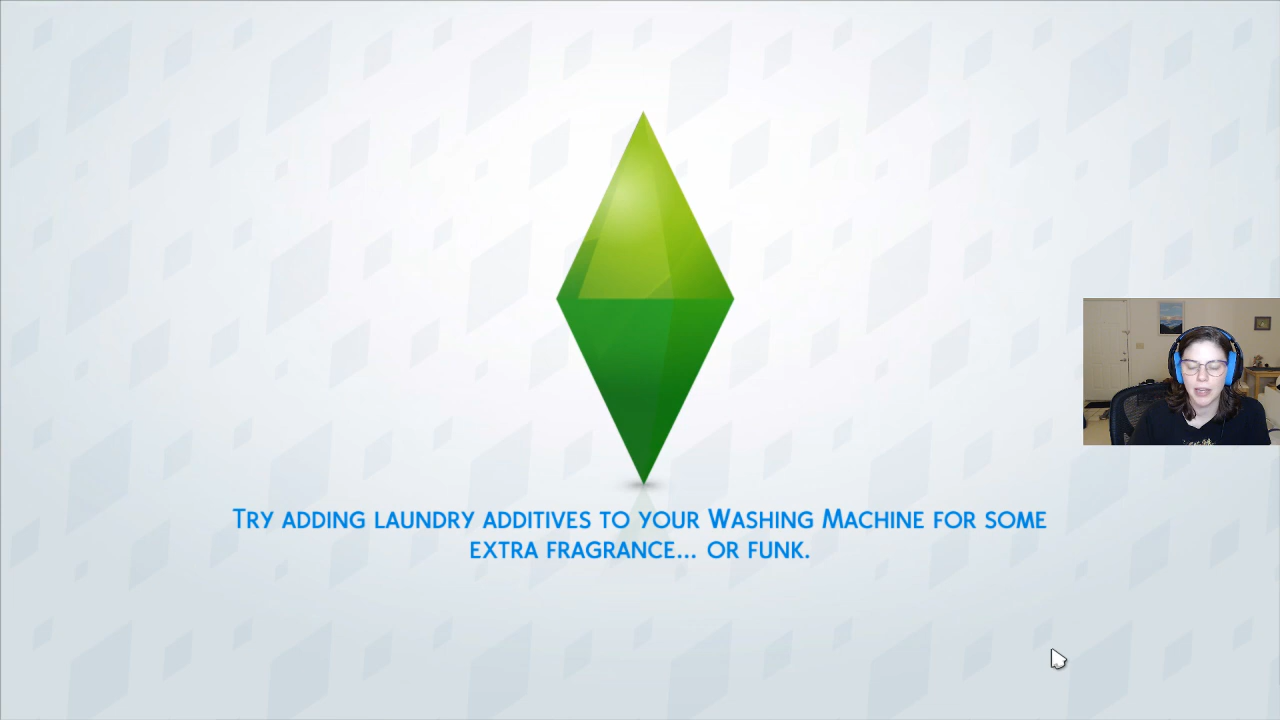 Try adding laundry additives to your Washing Machine for some
extra fragrance... or funk.